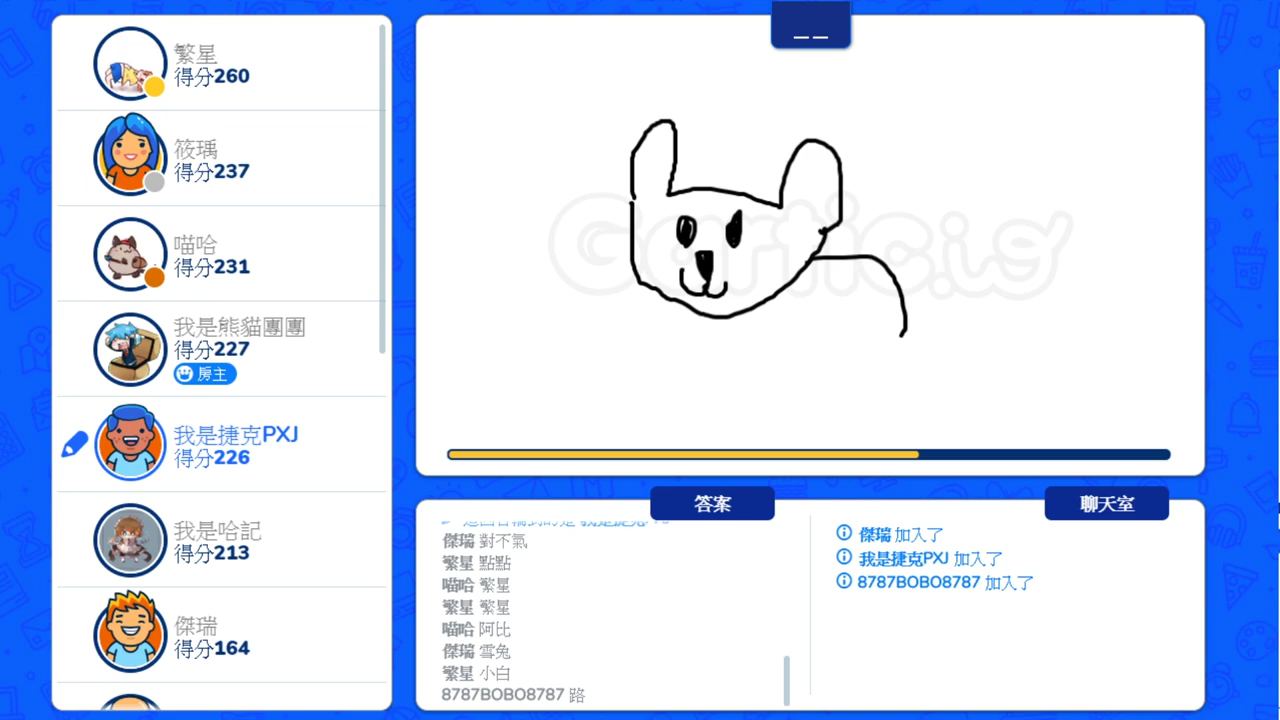 繁星
得分260
筱瑀
得分237
喵哈
得分231
我是熊貓團團
得分227
房主
我是捷克PXJ
得分226
我是哈記
得分213
傑瑞
得分164
_ _
Gartic.io
答案
傑瑞 對不氣
繁星 點點
喵哈 繁星
繁星 繁星
喵哈 阿比
傑瑞 雪兔
繁星 小白
8787BOBO8787 路
聊天室
傑瑞 加入了
我是捷克PXJ 加入了
8787BOBO8787 加入了